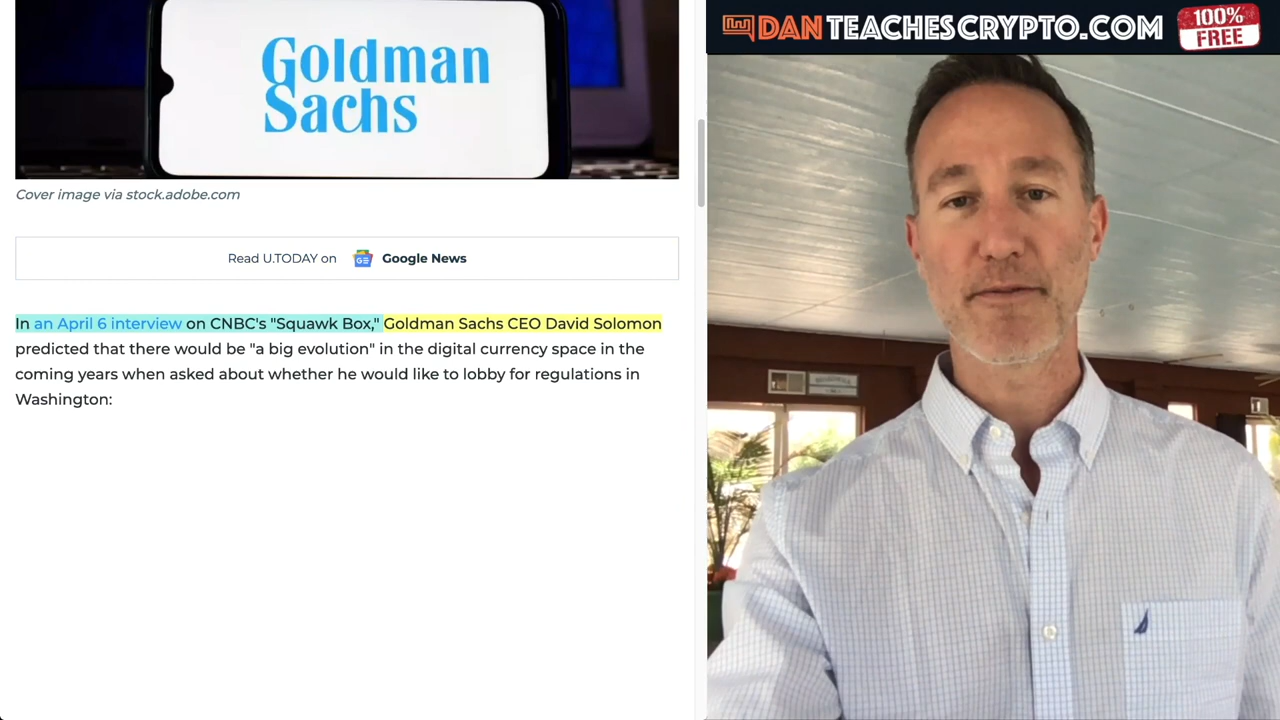 Goldman
Sachs
Cover image via stock.adobe.com
Read U.TODAY on Google News
In an April 6 interview on CNBC's "Squawk Box," Goldman Sachs CEO David Solomon
predicted that there would be "a big evolution" in the digital currency space in the
coming years when asked about whether he would like to lobby for regulations in
Washington:
DANTEACHESCRYPTO.COM
100%
FREE